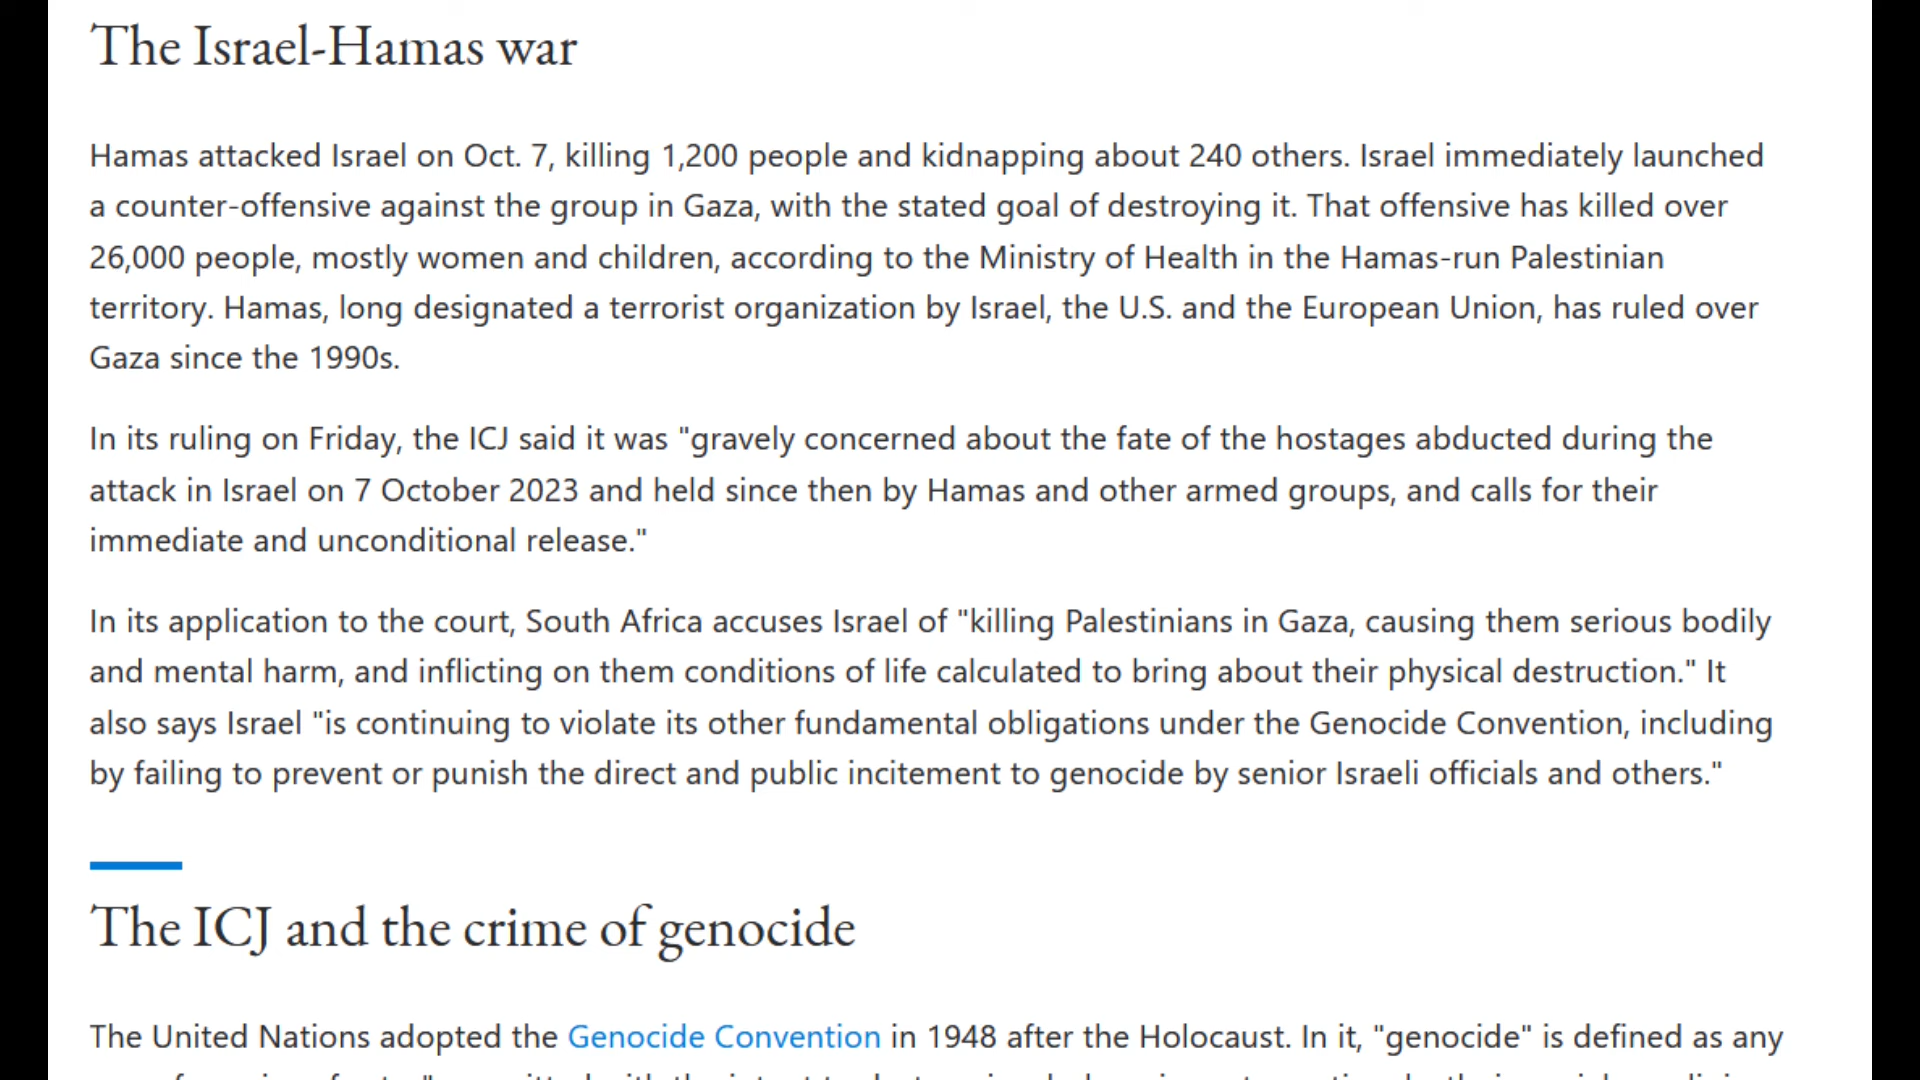 The Israel-Hamas war
Hamas attacked Israel on Oct. 7, killing 1,200 people and kidnapping about 240 others. Israel immediately launched
a counter-offensive against the group in Gaza, with the stated goal of destroying it. That offensive has killed over
26,000 people, mostly women and children, according to the Ministry of Health in the Hamas-run Palestinian
territory. Hamas, long designated a terrorist organization by Israel, the U.S. and the European Union, has ruled over
Gaza since the 1990s.
In its ruling on Friday, the ICJ said it was "gravely concerned about the fate of the hostages abducted during the
attack in Israel on 7 October 2023 and held since then by Hamas and other armed groups, and calls for their
immediate and unconditional release."
In its application to the court, South Africa accuses Israel of "killing Palestinians in Gaza, causing them serious bodily
and mental harm, and inflicting on them conditions of life calculated to bring about their physical destruction." It
also says Israel "is continuing to violate its other fundamental obligations under the Genocide Convention, including
by failing to prevent or punish the direct and public incitement to genocide by senior Israeli officials and others."
The ICJ and the crime of genocide
The United Nations adopted the Genocide Convention in 1948 after the Holocaust. In it, "genocide" is defined as any